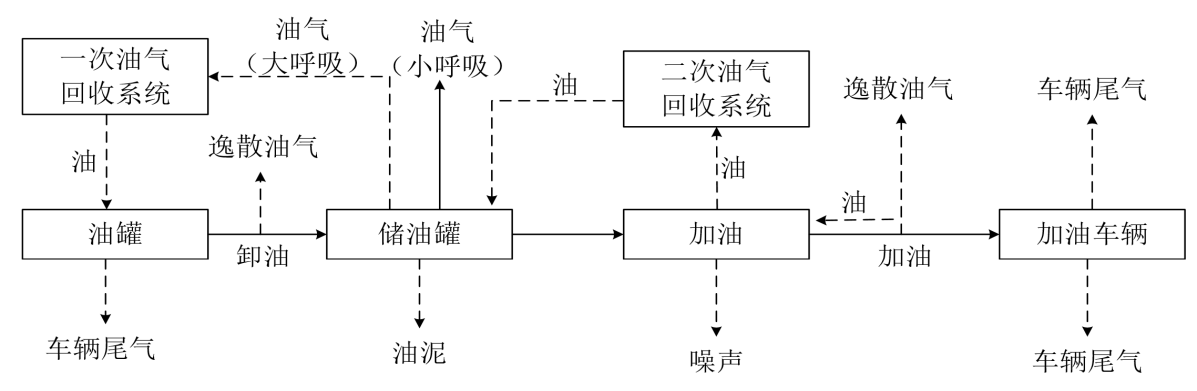 油气
(大呼吸)
油气
(小呼吸)
一次油气
回收系统
二次油气
回收系统
油
逸散油气
车辆尾气
油
逸散油气
油
油
油罐
卸油
储油罐
加油
加油
加油车辆
车辆尾气
油泥
噪声
车辆尾气